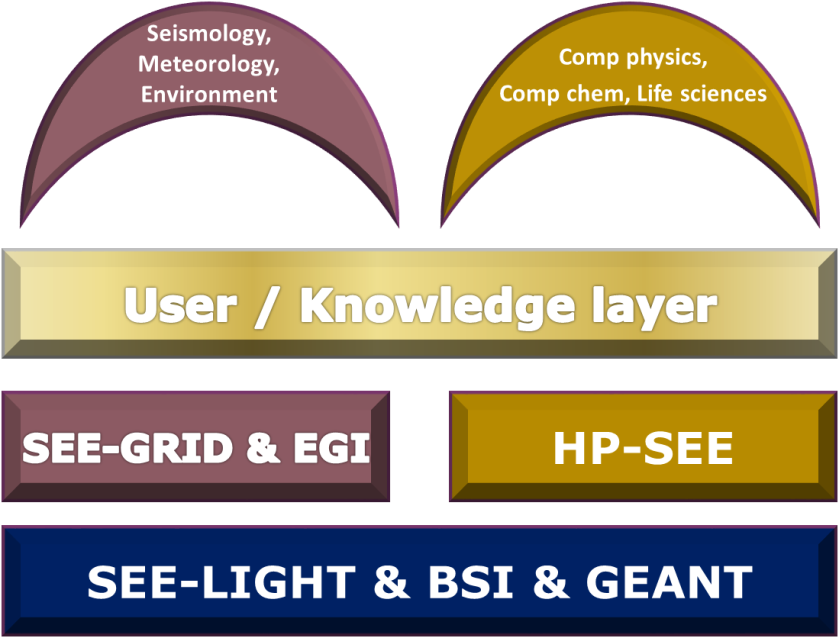 Seismology,
Meteorology,
Environment
Comp physics,
Comp chem, Life sciences
User / Knowledge layer
SEE-GRID & EGI
HP-SEE
SEE-LIGHT & BSI & GEANT